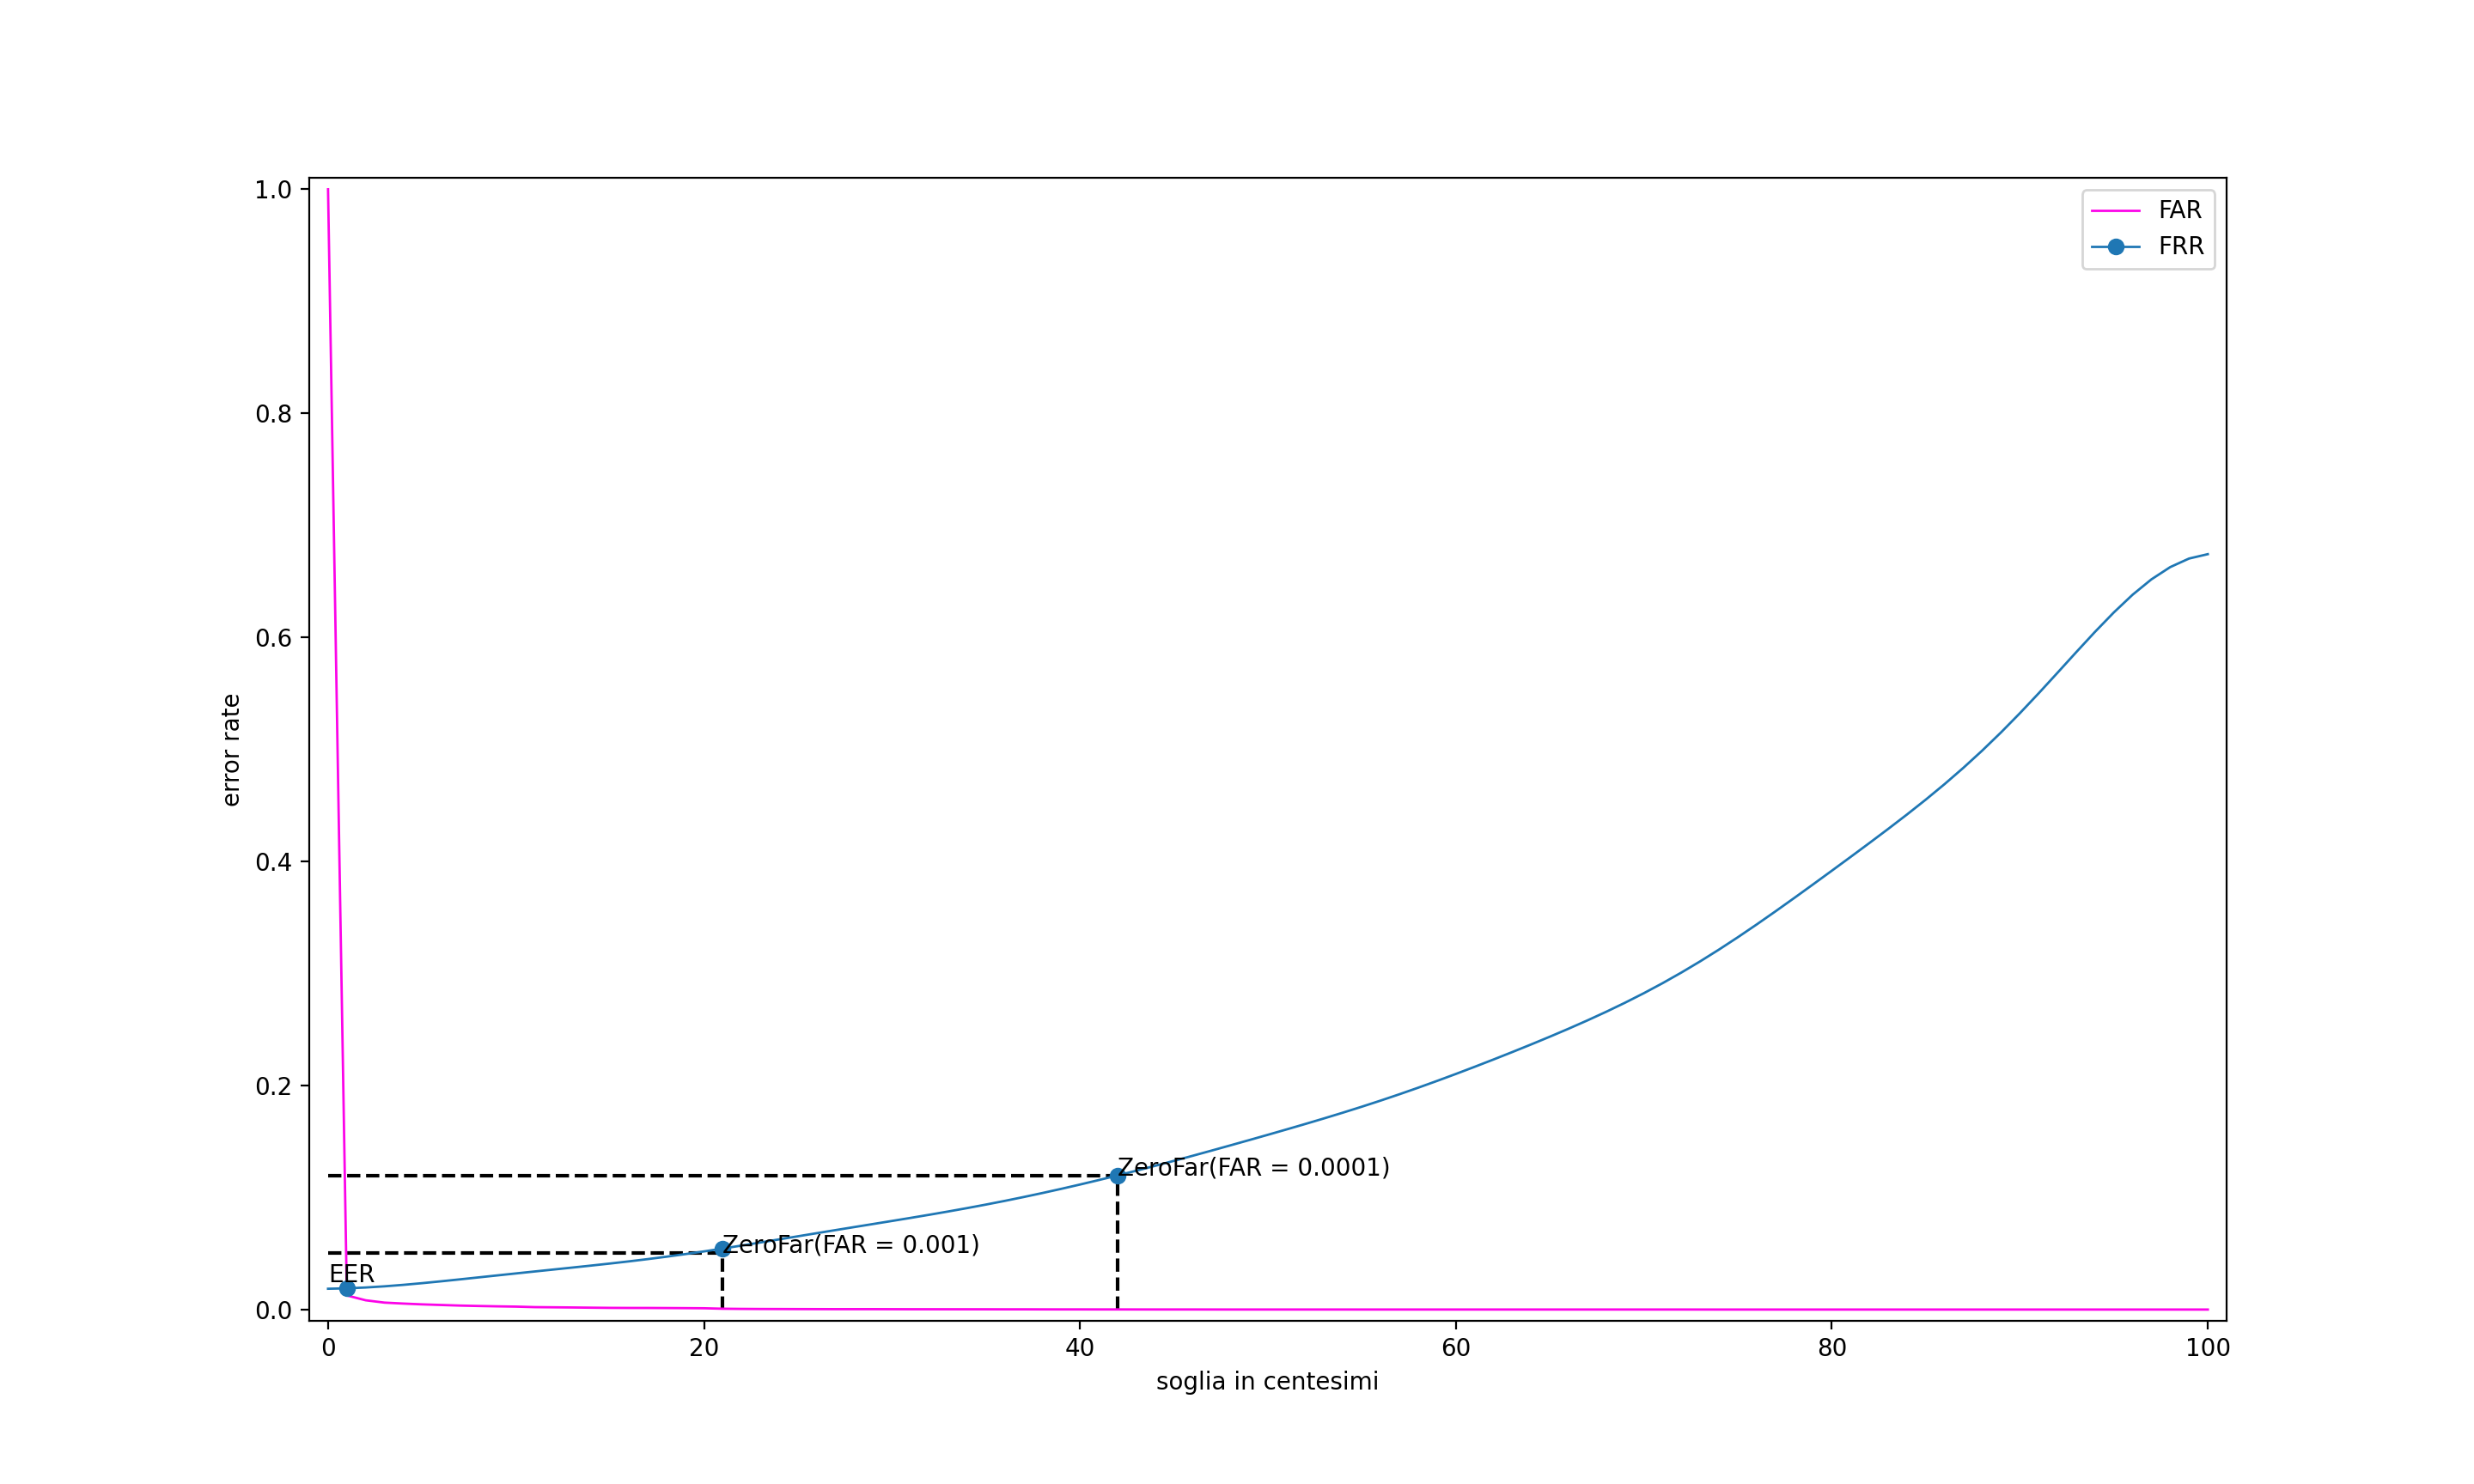 1.0
FAR
FRR
0.8
0.6
error rate
0.4
0.2
ZeroFar(FAR = 0.0001)
ZeroFar(FAR = 0.001)
EER
0.0
0 20 40 60 80 100
soglia in centesimi